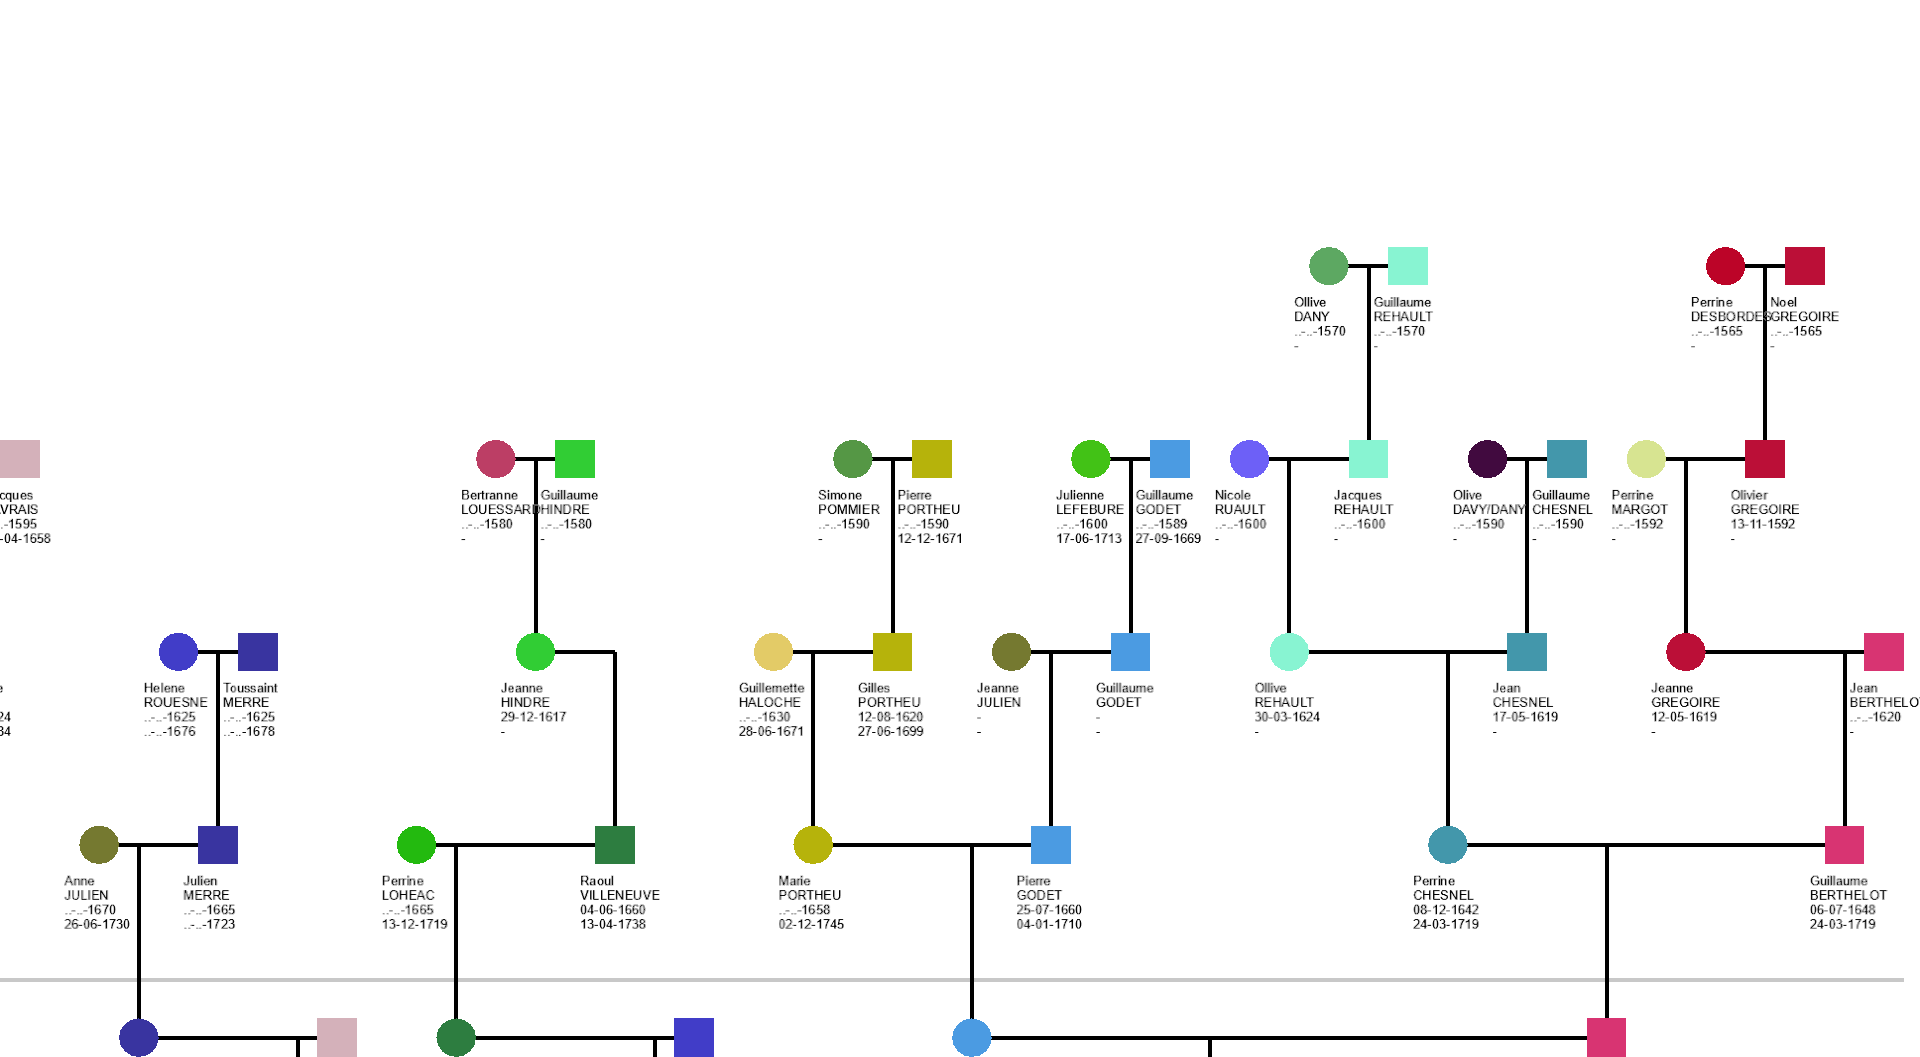 Ollive
DANY
..-..-1570
-
Guillaume
REHAULT
..-..-1570
-
Perrine
DESBORDES
..-..-1565
-
Noel
GREGOIRE
..-..-1565
-
cques
VRAIS
.-1595
-04-1658
Bertranne
LOUESSARD
..-..-1580
-
Guillaume
HINDRE
..-..-1580
-
Simone
POMMIER
..-..-1590
-
Pierre
PORTHEU
..-..-1590
12-12-1671
Julienne
LEFEBURE
..-..-1600
17-06-1713
Guillaume
GODET
..-..-1589
27-09-1669
Nicole
RUAULT
..-..-1600
-
Jacques
REHAULT
..-..-1600
-
Olive
DAVY/DANY
..-..-1590
-
Guillaume
CHESNEL
..-..-1590
-
Perrine
MARGOT
..-..-1592
-
Olivier
GREGOIRE
13-11-1592
-
e
24
34
Helene
ROUESNE
..-..-1625
..-..-1676
Toussaint
MERRE
..-..-1625
..-..-1678
Jeanne
HINDRE
29-12-1617
-
Guillemette
HALOCHE
..-..-1630
28-06-1671
Gilles
PORTHEU
12-08-1620
27-06-1699
Jeanne
JULIEN
-
-
Guillaume
GODET
-
-
Ollive
REHAULT
30-03-1624
-
Jean
CHESNEL
17-05-1619
-
Jeanne
GREGOIRE
12-05-1619
-
Jean
BERTHELO
..-..-1620
-
Anne
JULIEN
..-..-1670
26-06-1730
Julien
MERRE
..-..-1665
..-..-1723
Perrine
LOHEAC
..-..-1665
13-12-1719
Raoul
VILLENEUVE
04-06-1660
13-04-1738
Marie
PORTHEU
..-..-1658
02-12-1745
Pierre
GODET
25-07-1660
04-01-1710
Perrine
CHESNEL
08-12-1642
24-03-1719
Guillaume
BERTHELOT
06-07-1648
24-03-1719